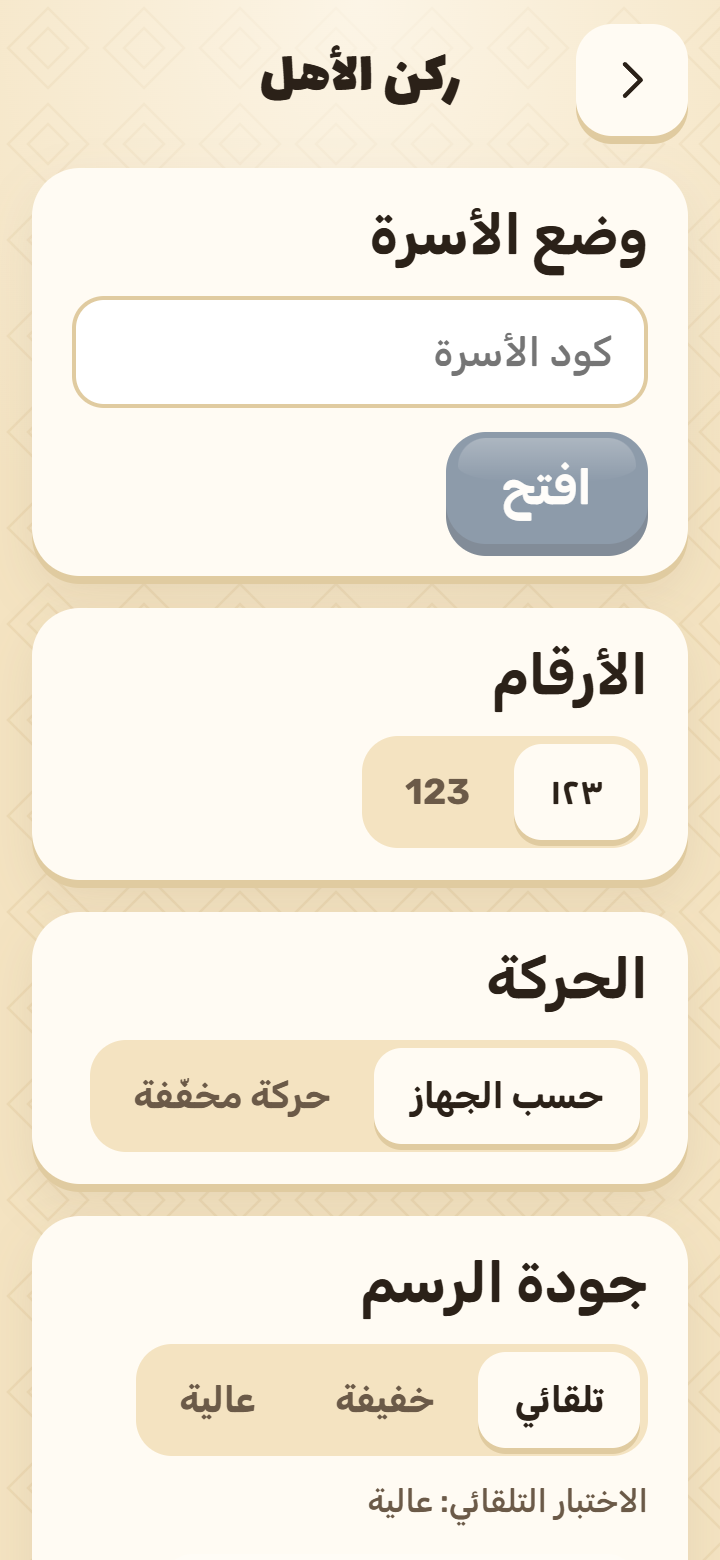 ركن الأهل
وضع الأسرة
كود الأسرة
افتح
الأرقام
١٢٣ 123
الحركة
حسب الجهاز حركة مخفّفة
جودة الرسم
تلقائي خفيفة عالية
الاختبار التلقائي: عالية